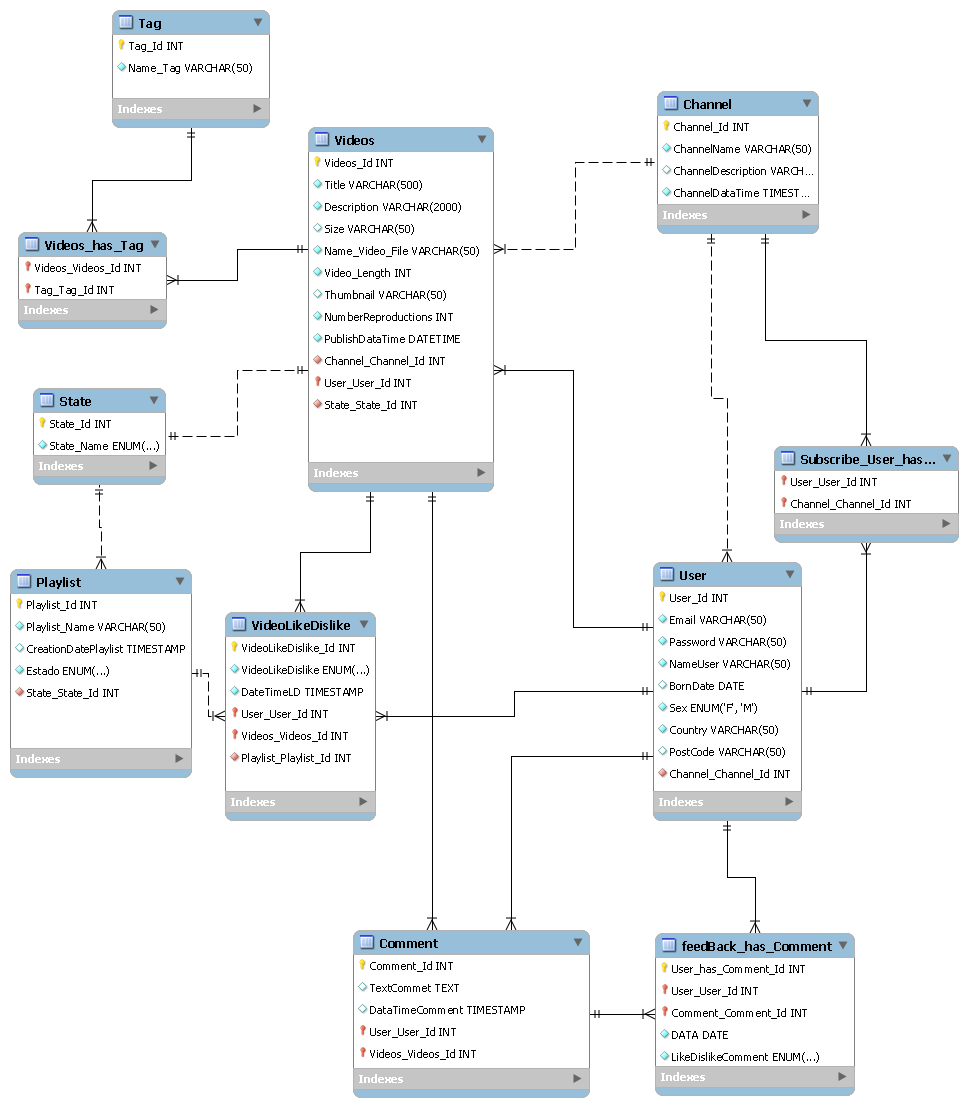 Tag
Tag_Id INT
Name_Tag VARCHAR(50)
Indexes
Channel
Channel_Id INT
ChannelName VARCHAR(50)
ChannelDescription VARCH...
ChannelDataTime TIMEST...
Indexes
Videos
Videos_Id INT
Title VARCHAR(500)
Description VARCHAR(2000)
Size VARCHAR(50)
Name_Video_File VARCHAR(50)
Video_Length INT
Thumbnail VARCHAR(50)
NumberReproductions INT
PublishDataTime DATETIME
Channel_Channel_Id INT
User_User_Id INT
State_State_Id INT
Indexes
Videos_has_Tag
Videos_Videos_Id INT
Tag_Tag_Id INT
Indexes
State
State_Id INT
State_Name ENUM(...)
Indexes
Subscribe_User_has...
User_User_Id INT
Channel_Channel_Id INT
Indexes
Playlist
Playlist_Id INT
Playlist_Name VARCHAR(50)
CreationDatePlaylist TIMESTAMP
Estado ENUM(...)
State_State_Id INT
Indexes
VideoLikeDislike
VideoLikeDislike_Id INT
VideoLikeDislike ENUM(...)
DateTimeLD TIMESTAMP
User_User_Id INT
Videos_Videos_Id INT
Playlist_Playlist_Id INT
Indexes
User
User_Id INT
Email VARCHAR(50)
Password VARCHAR(50)
NameUser VARCHAR(50)
BornDate DATE
Sex ENUM('F', 'M')
Country VARCHAR(50)
PostCode VARCHAR(50)
Channel_Channel_Id INT
Indexes
Comment
Comment_Id INT
TextCommet TEXT
DataTimeComment TIMESTAMP
User_User_Id INT
Videos_Videos_Id INT
Indexes
feedBack_has_Comment
User_has_Comment_Id INT
User_User_Id INT
Comment_Comment_Id INT
DATA DATE
LikeDislikeComment ENUM(...)
Indexes